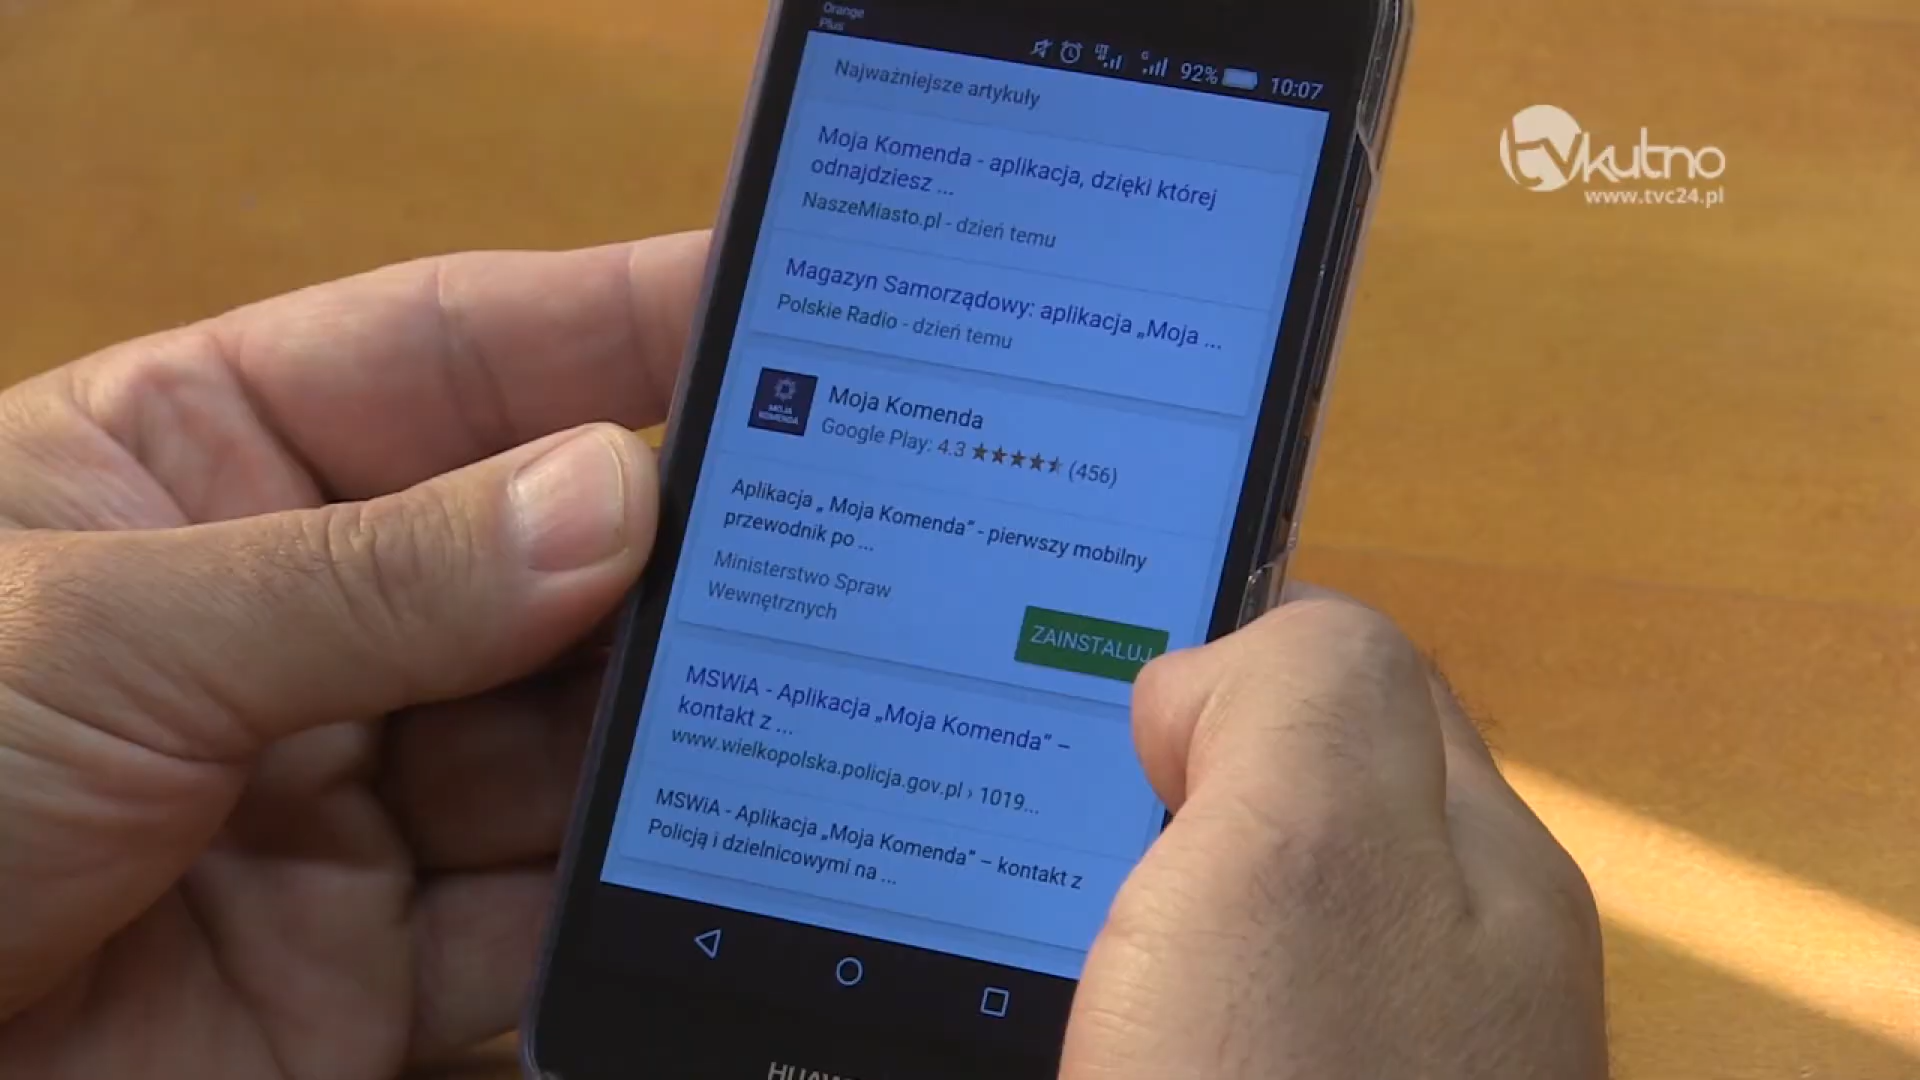 Orange
Plus
92% 10:07
Najważniejsze artykuły
Moja Komenda - aplikacja, dzięki której
odnajdziesz ...
NaszeMiasto.pl - dzień temu
Magazyn Samorządowy: aplikacja „Moja ...
Polskie Radio - dzień temu
MOJA
KOMENDA
Moja Komenda
Google Play: 4.3 ★★★★⯨ (456)
Aplikacja „ Moja Komenda" - pierwszy mobilny
przewodnik po ...
Ministerstwo Spraw
Wewnętrznych
ZAINSTALUJ
MSWiA - Aplikacja „Moja Komenda" –
kontakt z ...
www.wielkopolska.policja.gov.pl › 1019...
MSWiA - Aplikacja „Moja Komenda" – kontakt z
Policją i dzielnicowymi na ...
tvkutno
www.tvc24.pl